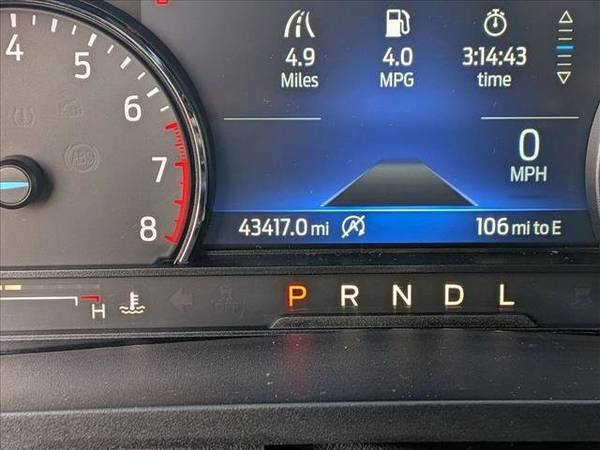 4
5
6
7
8
ABS
4.9
Miles
4.0
MPG
3:14:43
time
0
MPH
43417.0 mi
A
106 mi to E
H
P R N D L